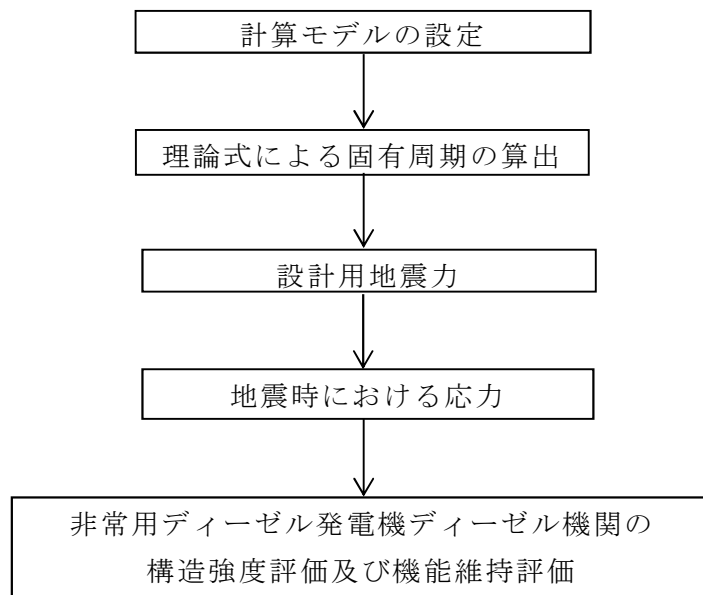 計算モデルの設定
理論式による固有周期の算出
設計用地震力
地震時における応力
非常用ディーゼル発電機ディーゼル機関の
構造強度評価及び機能維持評価